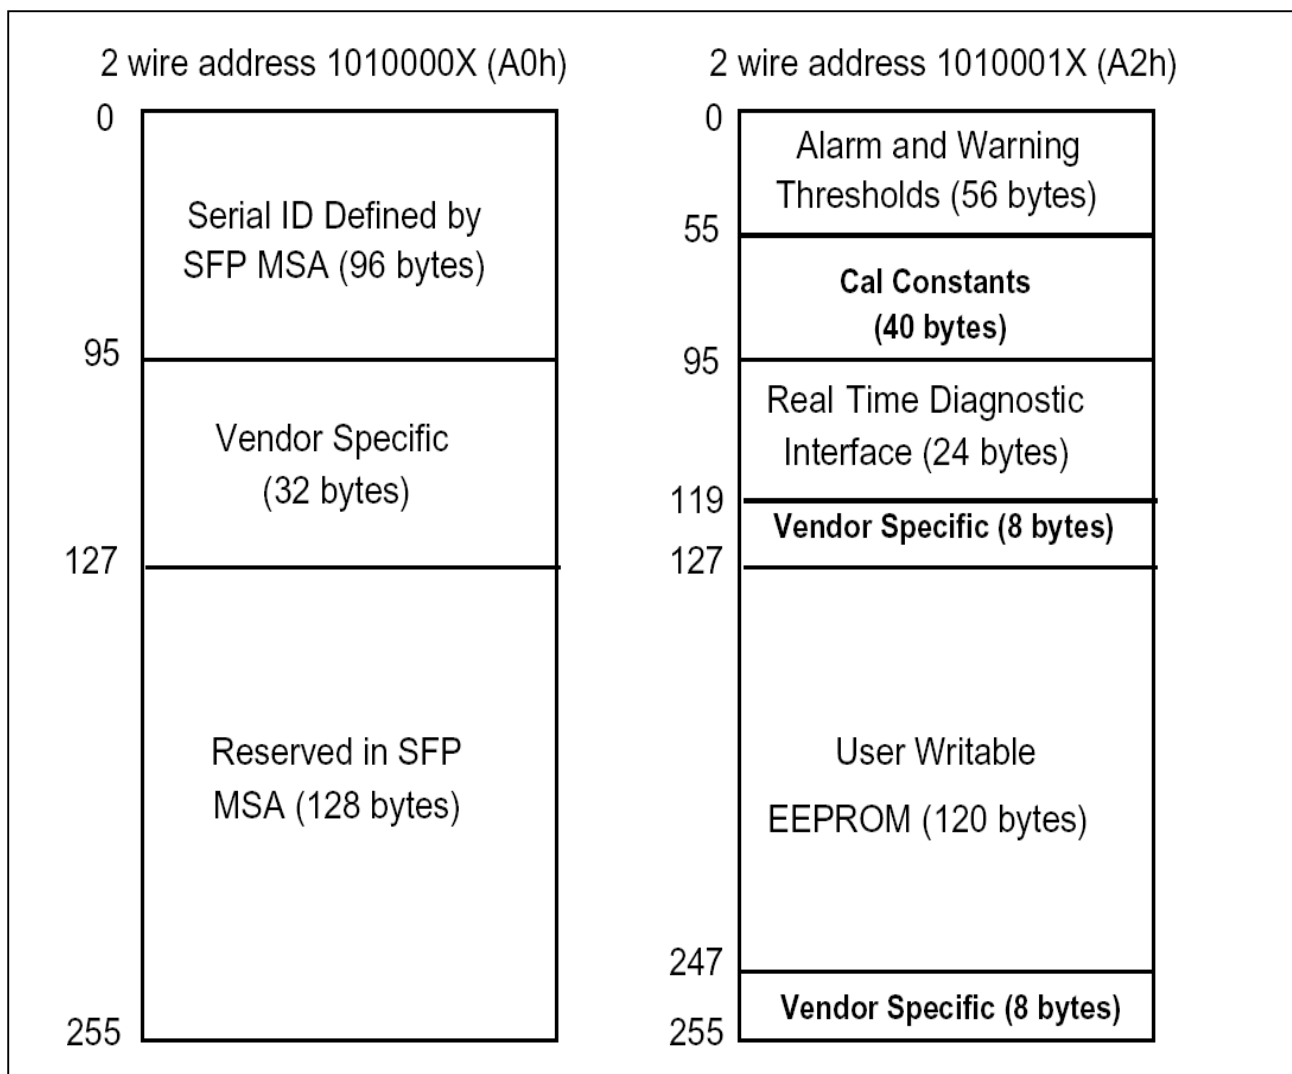 2 wire address 1010000X (A0h)
0
Serial ID Defined by
SFP MSA (96 bytes)
95
Vendor Specific
(32 bytes)
127
Reserved in SFP
MSA (128 bytes)
255
2 wire address 1010001X (A2h)
0
Alarm and Warning
Thresholds (56 bytes)
55
Cal Constants
(40 bytes)
95
Real Time Diagnostic
Interface (24 bytes)
119
Vendor Specific (8 bytes)
127
User Writable
EEPROM (120 bytes)
247
Vendor Specific (8 bytes)
255